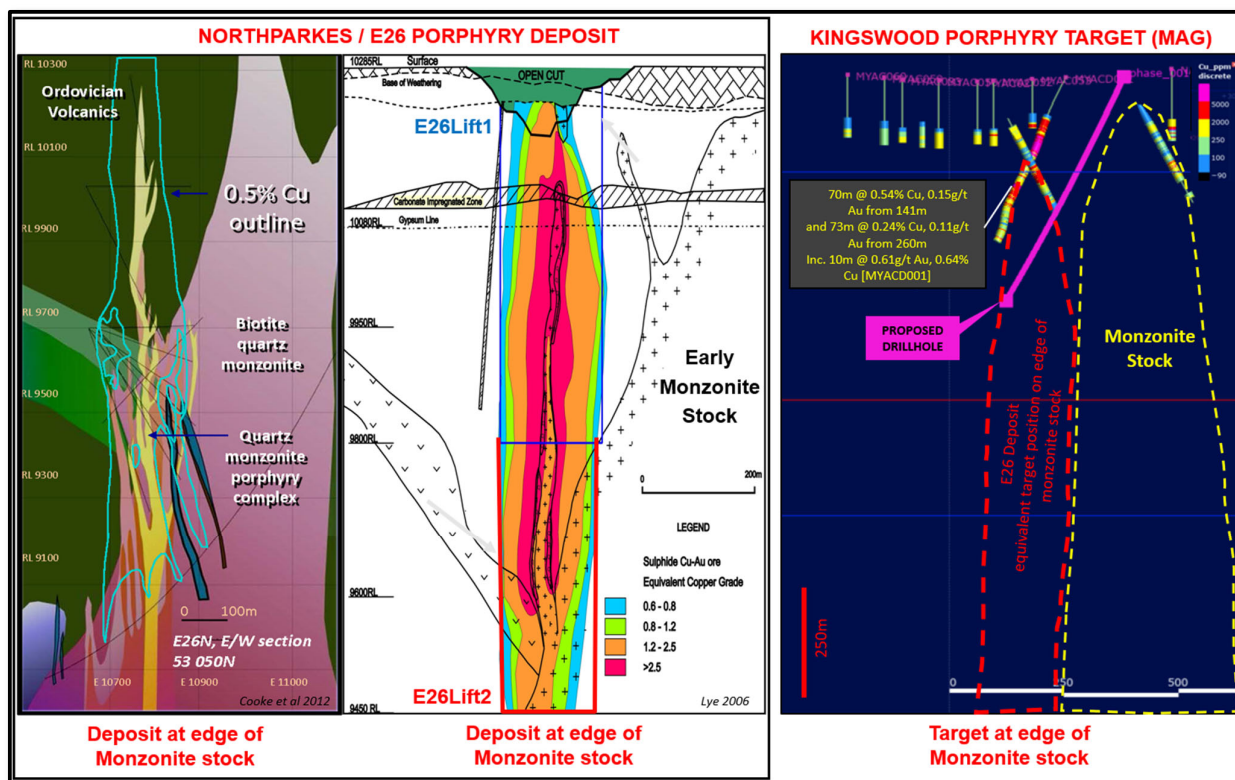 NORTHPARKES / E26 PORPHYRY DEPOSIT
RL 10300
Ordovician
Volcanics
RL 10100
0.5% Cu
outline
RL 9900
RL 9700
Biotite
quartz
monzonite
RL 9500
Quartz
monzonite
porphyry
complex
RL 9300
RL 9100
0 100m
E26N, E/W section
53 050N
E 10700 E 10900 E 11000
Cooke et al 2012
Deposit at edge of
Monzonite stock
10285RL
Surface
OPEN CUT
Base of Weathering
E26Lift1
Carbonate Impregnated Zone
10080RL
Gypsum Line
9950RL
Early
Monzonite
Stock
9800RL
0 200m
LEGEND
Sulphide Cu-Au ore
Equivalent Copper Grade
0.6 - 0.8
0.8 - 1.2
1.2 - 2.5
>2.5
9600RL
E26Lift2
9450RL
Lye 2006
Deposit at edge of
Monzonite stock
KINGSWOOD PORPHYRY TARGET (MAG)
Cu_ppm
discrete
5000
2000
250
100
-90
70m @ 0.54% Cu, 0.15g/t
Au from 141m
and 73m @ 0.24% Cu, 0.11g/t
Au from 260m
Inc. 10m @ 0.61g/t Au, 0.64%
Cu [MYACD001]
PROPOSED
DRILLHOLE
Monzonite
Stock
E26 Deposit
equivalent target position on edge of
monzonite stock
250m
0 250 500
Target at edge of
Monzonite stock